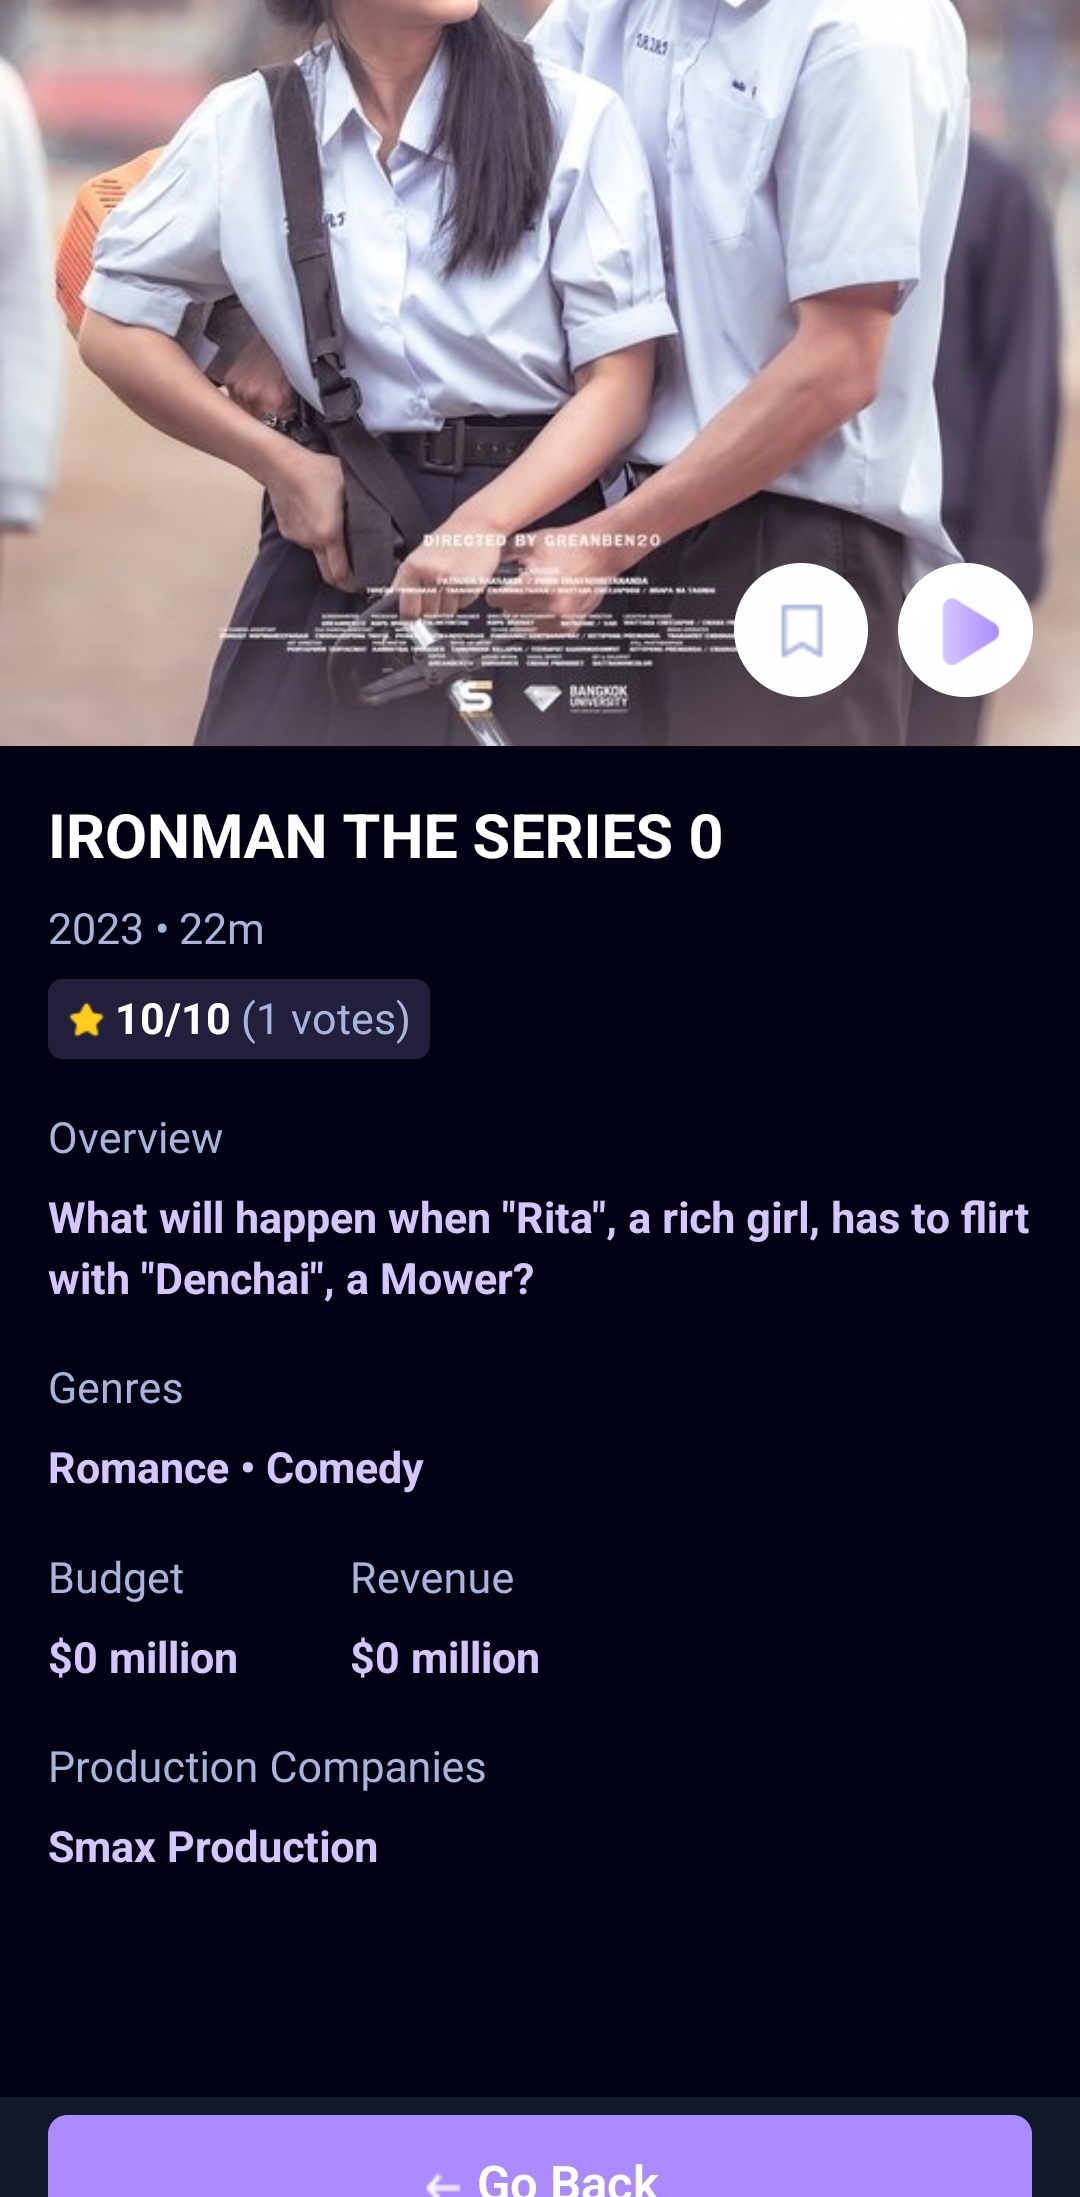 DIRECTED BY GREANBEN20
BANGKOK
UNIVERSITY
IRONMAN THE SERIES 0
2023 • 22m
10/10 (1 votes)
Overview
What will happen when "Rita", a rich girl, has to flirt
with "Denchai", a Mower?
Genres
Romance • Comedy
Budget Revenue
$0 million $0 million
Production Companies
Smax Production
← Go Back